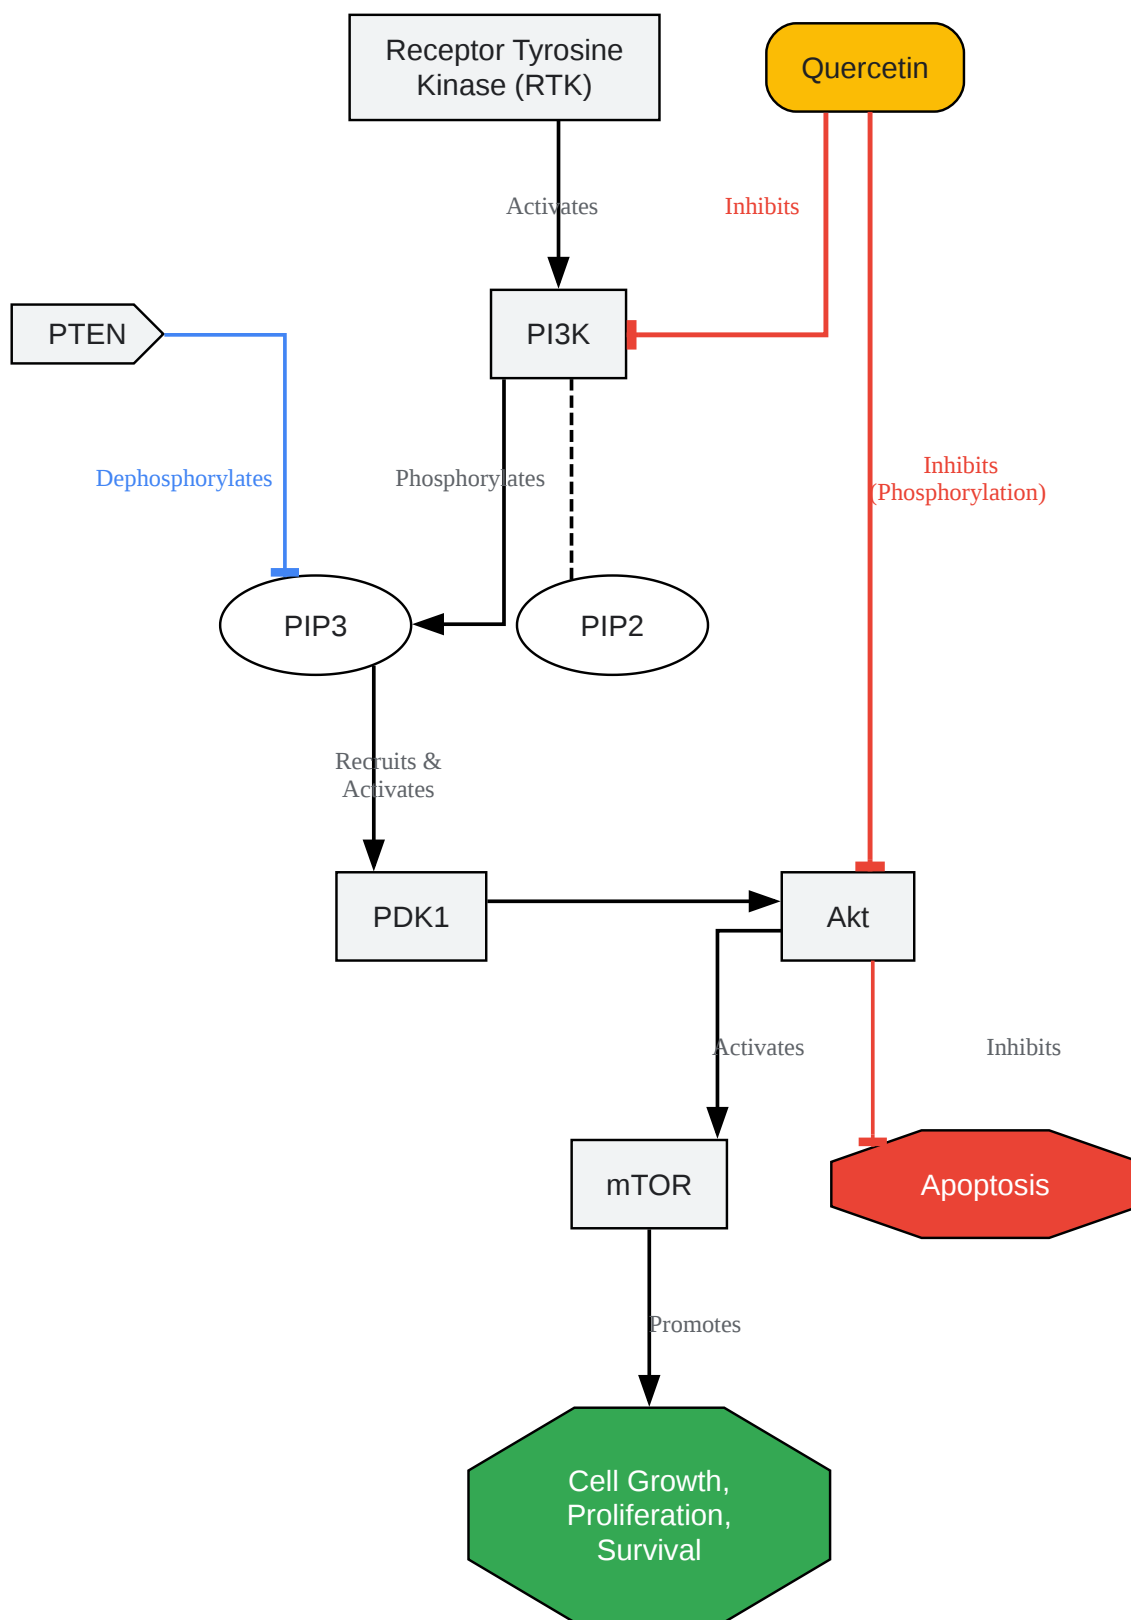 Receptor Tyrosine
Kinase (RTK)
Quercetin
Activates
Inhibits
PTEN
PI3K
Dephosphorylates
Phosphorylates
Inhibits
(Phosphorylation)
PIP3
PIP2
Recruits &
Activates
PDK1
Akt
Activates
Inhibits
mTOR
Apoptosis
Promotes
Cell Growth,
Proliferation,
Survival